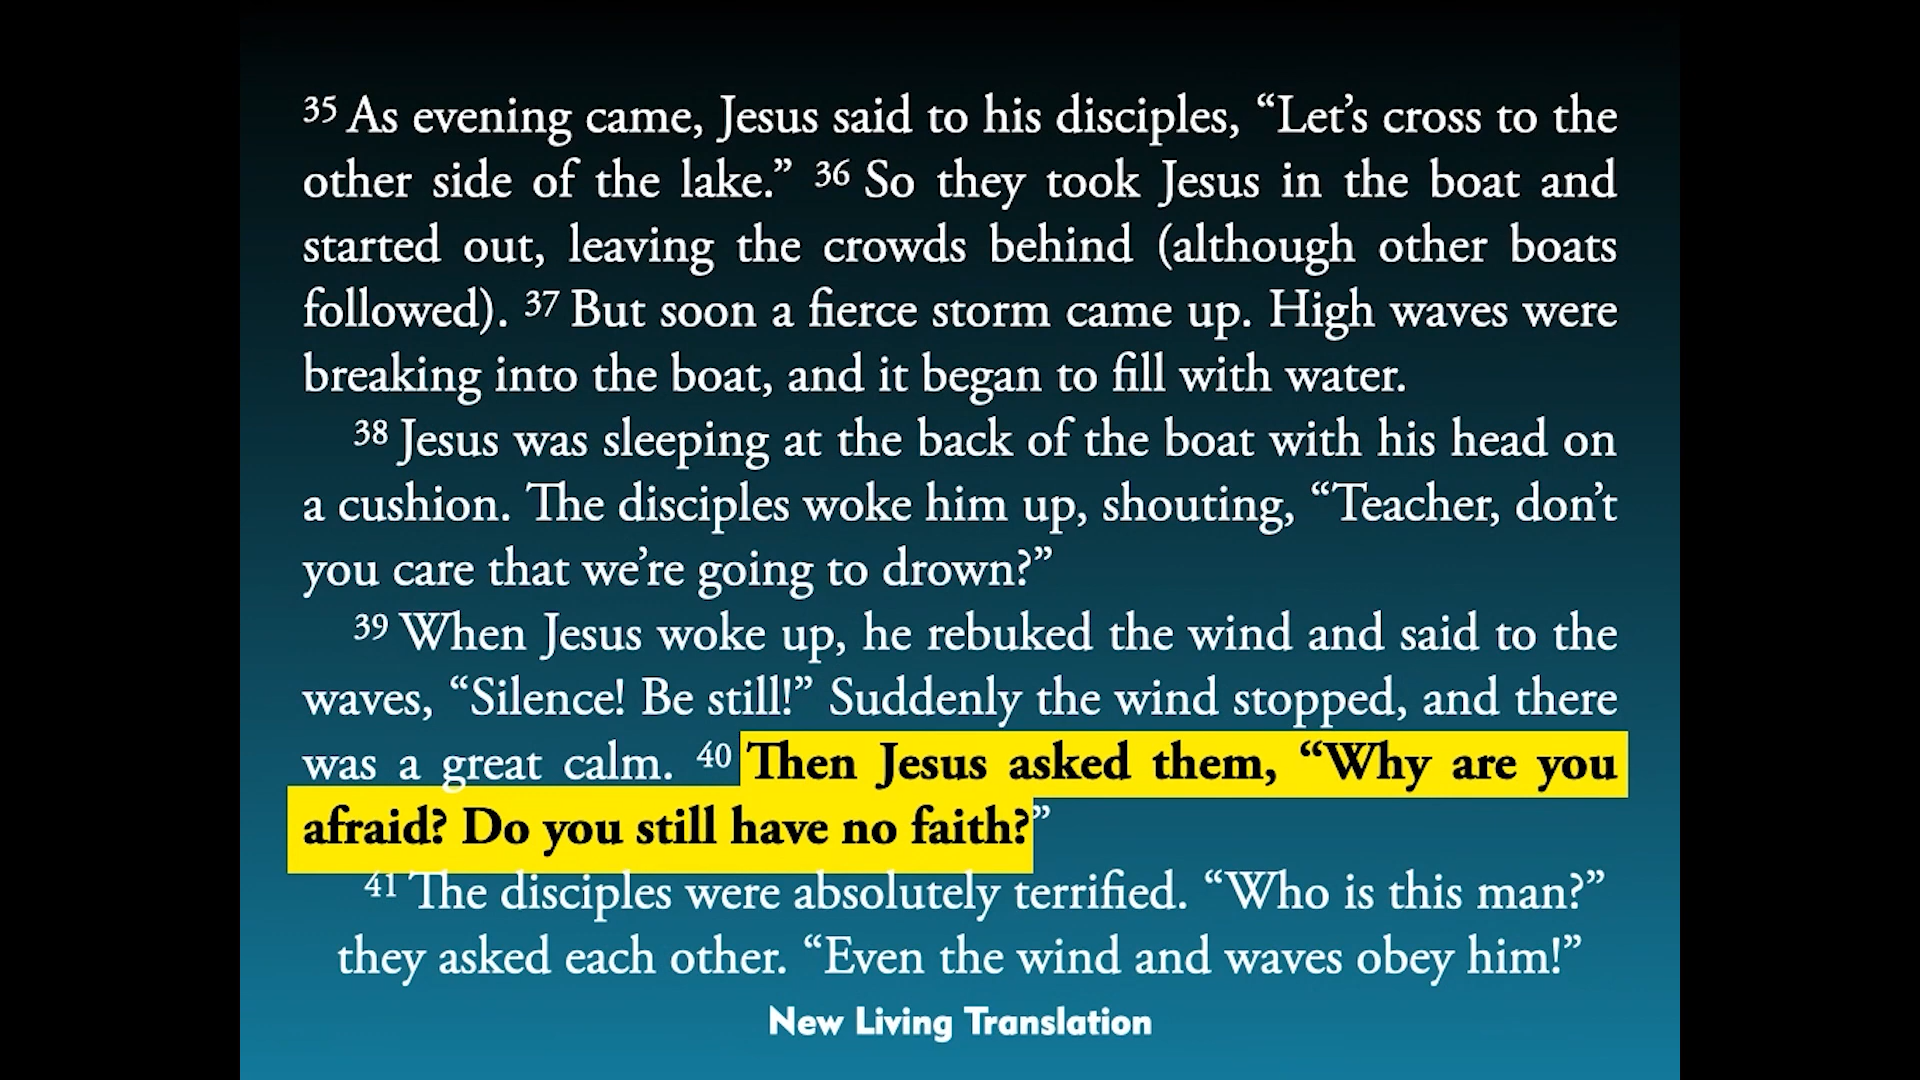 35 As evening came, Jesus said to his disciples, “Let’s cross to the
other side of the lake.” 36 So they took Jesus in the boat and
started out, leaving the crowds behind (although other boats
followed). 37 But soon a fierce storm came up. High waves were
breaking into the boat, and it began to fill with water.
38 Jesus was sleeping at the back of the boat with his head on
a cushion. The disciples woke him up, shouting, “Teacher, don’t
you care that we’re going to drown?”
39 When Jesus woke up, he rebuked the wind and said to the
waves, “Silence! Be still!” Suddenly the wind stopped, and there
was a great calm. 40 Then Jesus asked them, “Why are you
afraid? Do you still have no faith?”
41 The disciples were absolutely terrified. “Who is this man?”
they asked each other. “Even the wind and waves obey him!”
New Living Translation